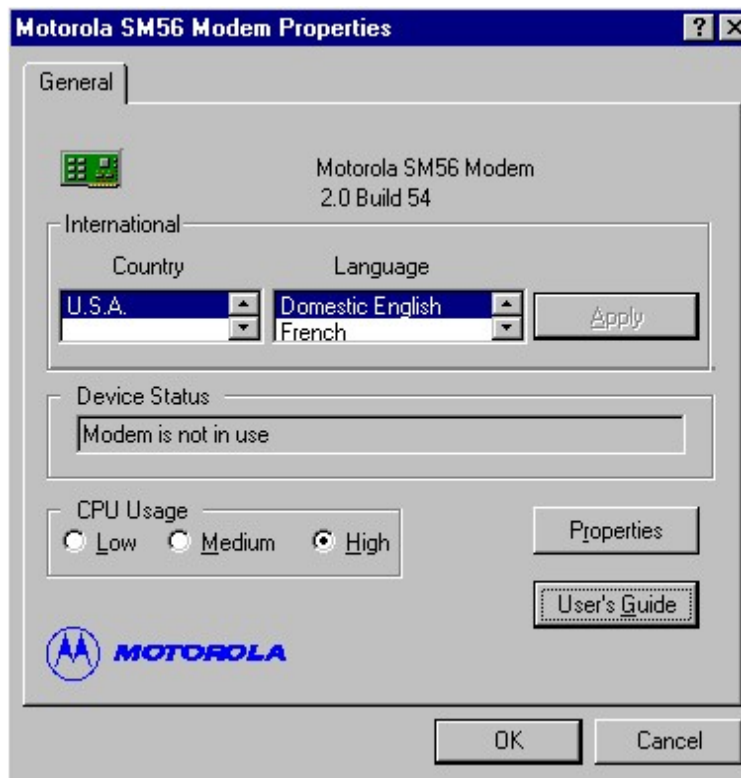 Motorola SM56 Modem Properties
General
Motorola SM56 Modem
2.0 Build 54
International
Country Language
U.S.A. Domestic English Apply
French
Device Status
Modem is not in use
CPU Usage
Low Medium High
Properties
User's Guide
MOTOROLA
OK Cancel